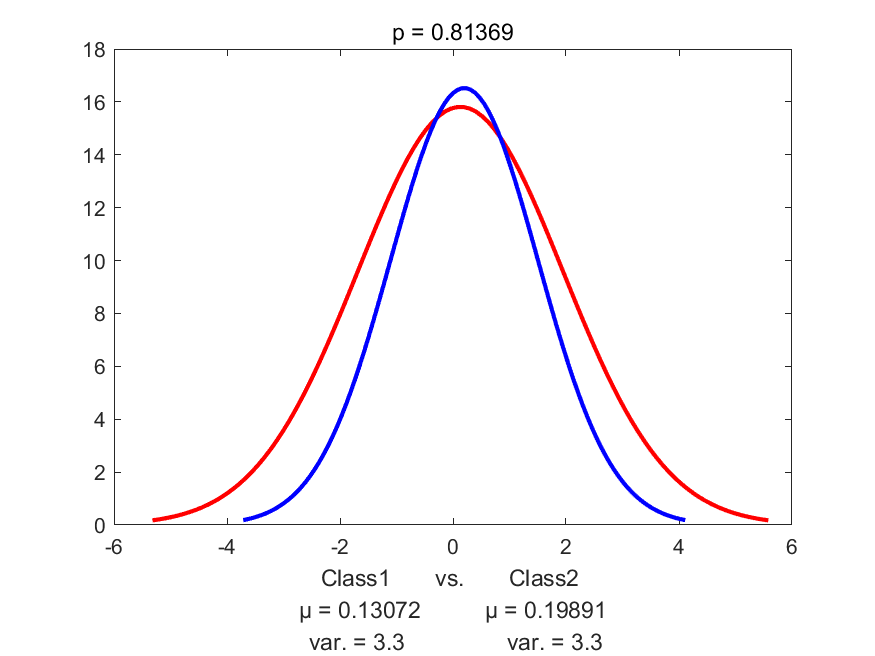 p = 0.81369
18
16
14
12
10
8
6
4
2
0
-6 -4 -2 0 2 4 6
Class1 vs. Class2
μ = 0.13072 μ = 0.19891
var. = 3.3 var. = 3.3